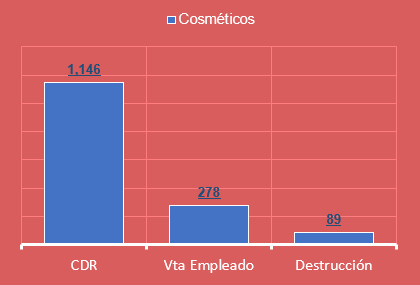 Cosméticos
1,146
278
89
CDR
Vta Empleado
Destrucción